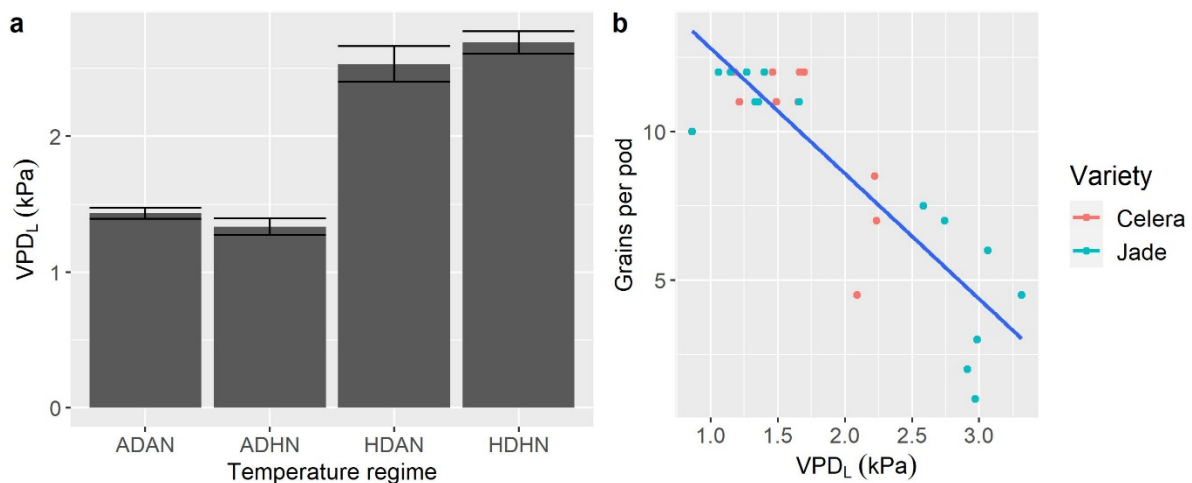 a
VPDL (kPa)
2
1
0
ADAN
ADHN
HDAN
HDHN
Temperature regime
b
Grains per pod
10
5
1.0
1.5
2.0
2.5
3.0
VPDL (kPa)
Variety
Celera
Jade